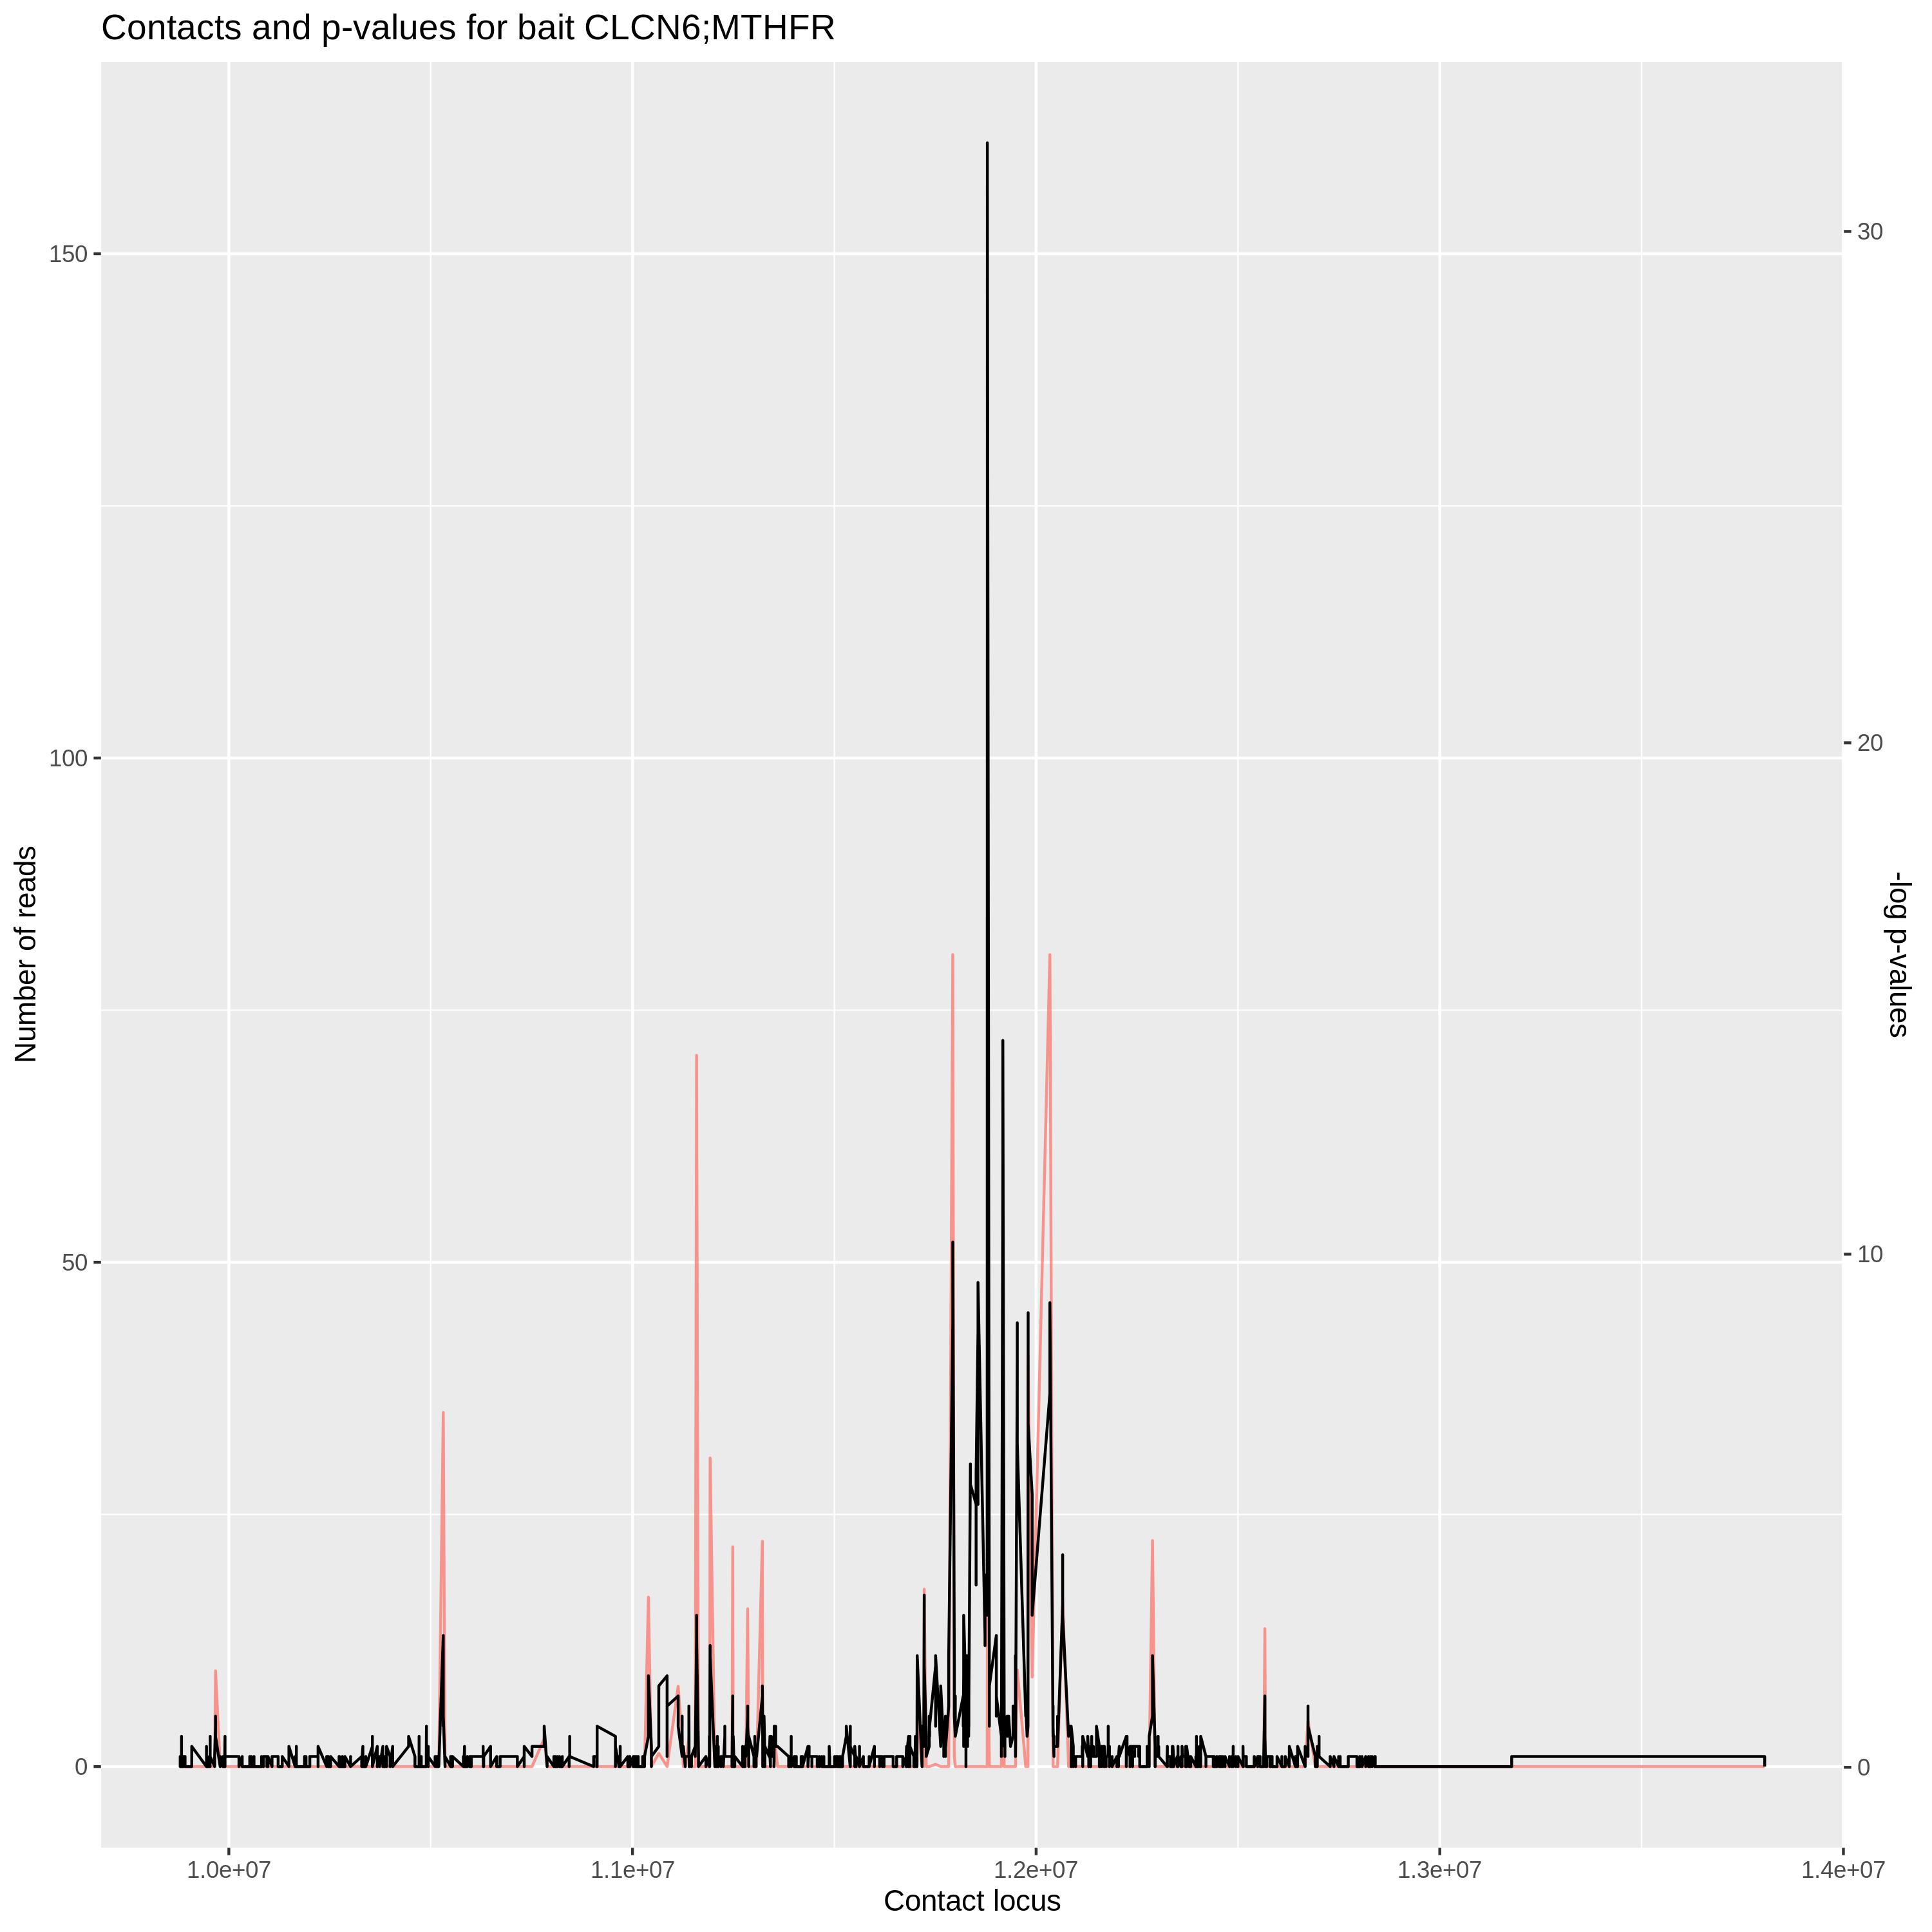 Contacts and p-values for bait CLCN6;MTHFR
150
100
50
0
Number of reads
30
20
10
0
-log p-values
1.0e+07
1.1e+07
1.2e+07
1.3e+07
1.4e+07
Contact locus